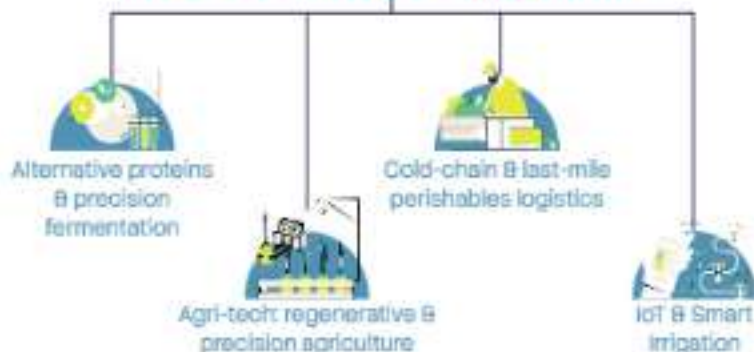 Alternative proteins
& precision
fermentation
Cold-chain & last-mile
perishables logistics
Agri-tech: regenerative &
precision agriculture
IoT & Smart
Irrigation